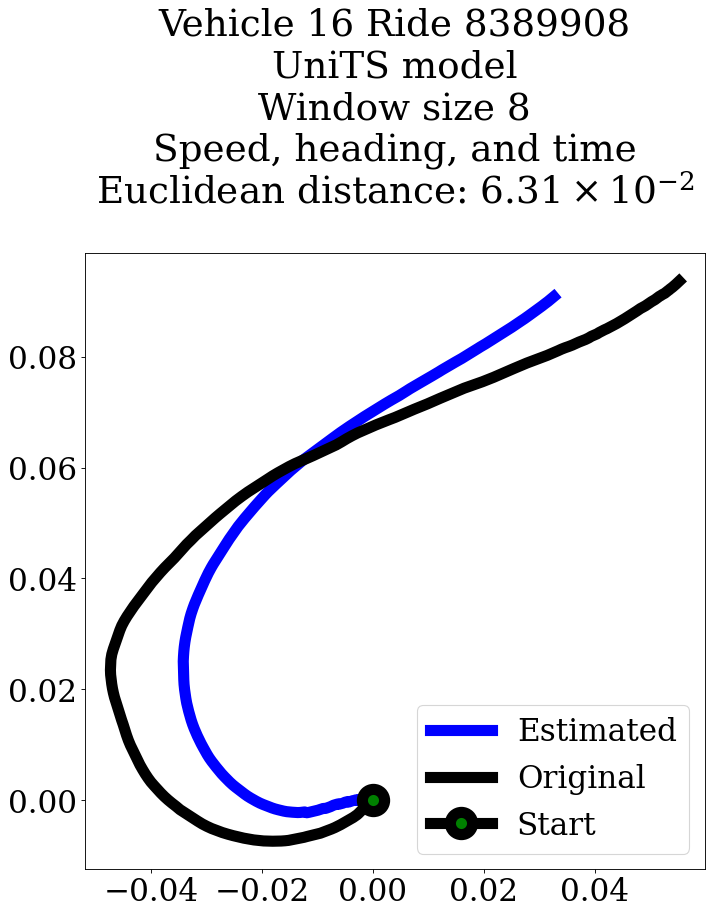 Vehicle 16 Ride 8389908
UniTS model
Window size 8
Speed, heading, and time
Euclidean distance: 6.31 × 10⁻²
0.08
0.06
0.04
0.02
0.00
Estimated
Original
Start
−0.04 −0.02 0.00 0.02 0.04